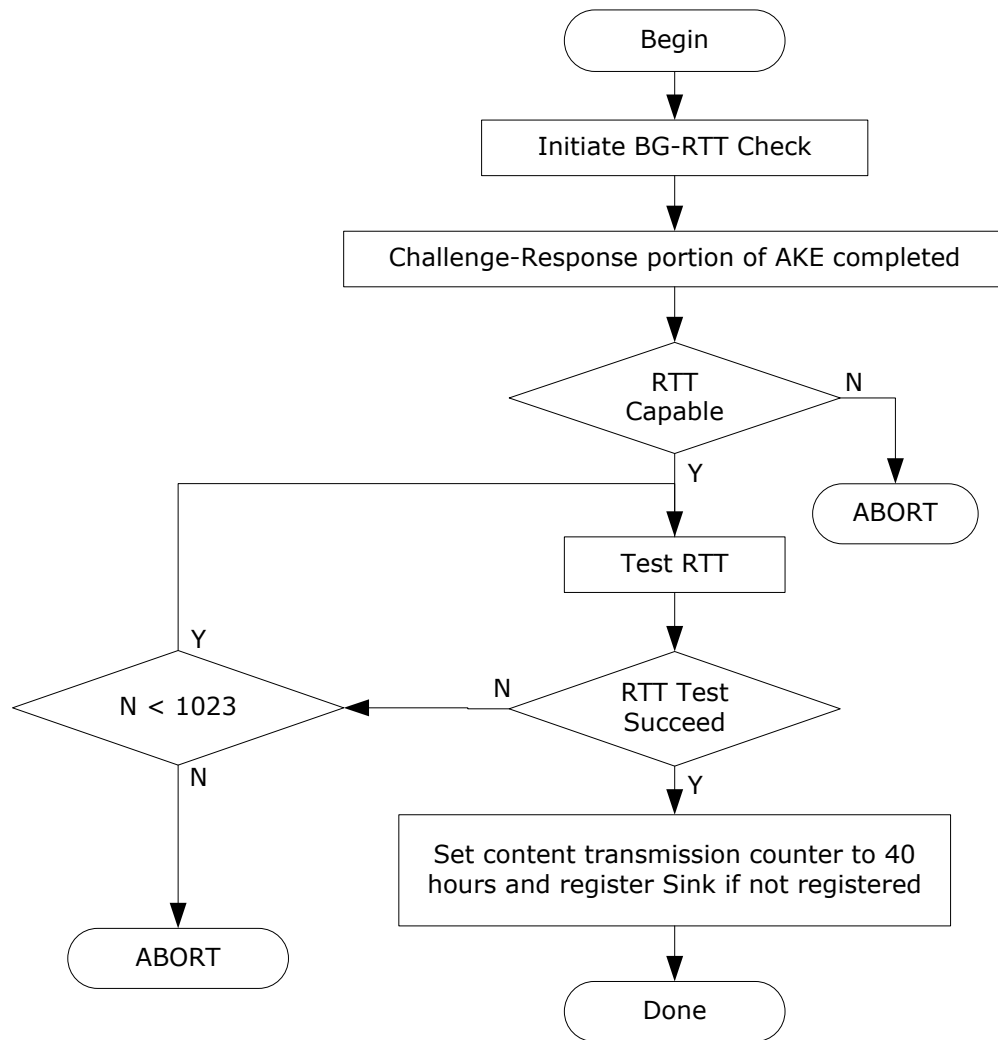 Begin
Initiate BG-RTT Check
Challenge-Response portion of AKE completed
RTT
Capable
N
Y
ABORT
Test RTT
Y
N < 1023
N
RTT Test
Succeed
N
Y
Set content transmission counter to 40
hours and register Sink if not registered
ABORT
Done